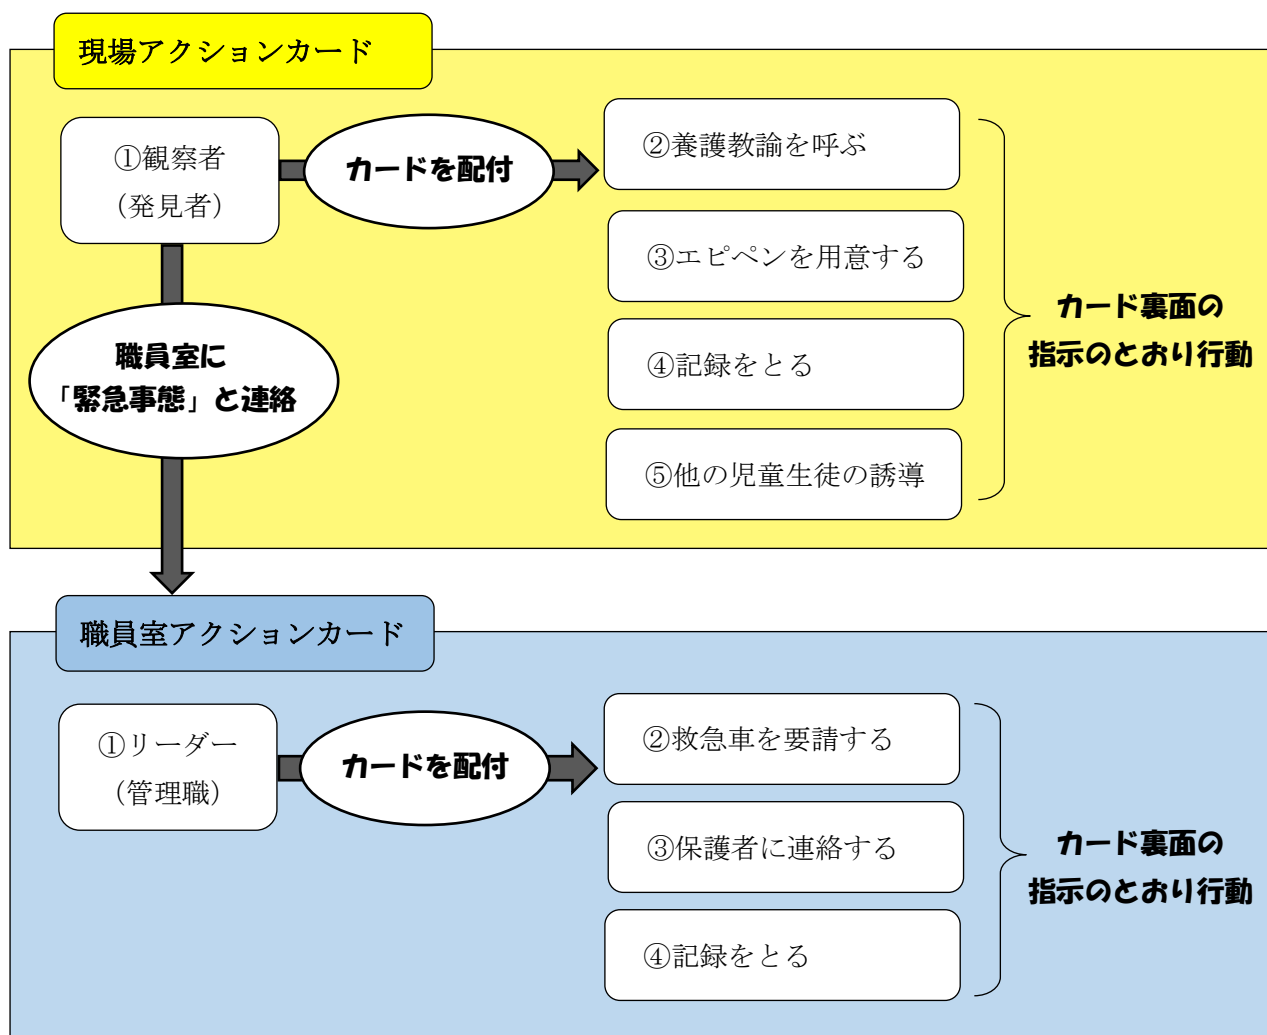 現場アクションカード
①観察者
（発見者）
カードを配付
②養護教諭を呼ぶ
③エピペンを用意する
④記録をとる
⑤他の児童生徒の誘導
カード裏面の
指示のとおり行動
職員室に
「緊急事態」と連絡
職員室アクションカード
①リーダー
（管理職）
カードを配付
②救急車を要請する
③保護者に連絡する
④記録をとる
カード裏面の
指示のとおり行動